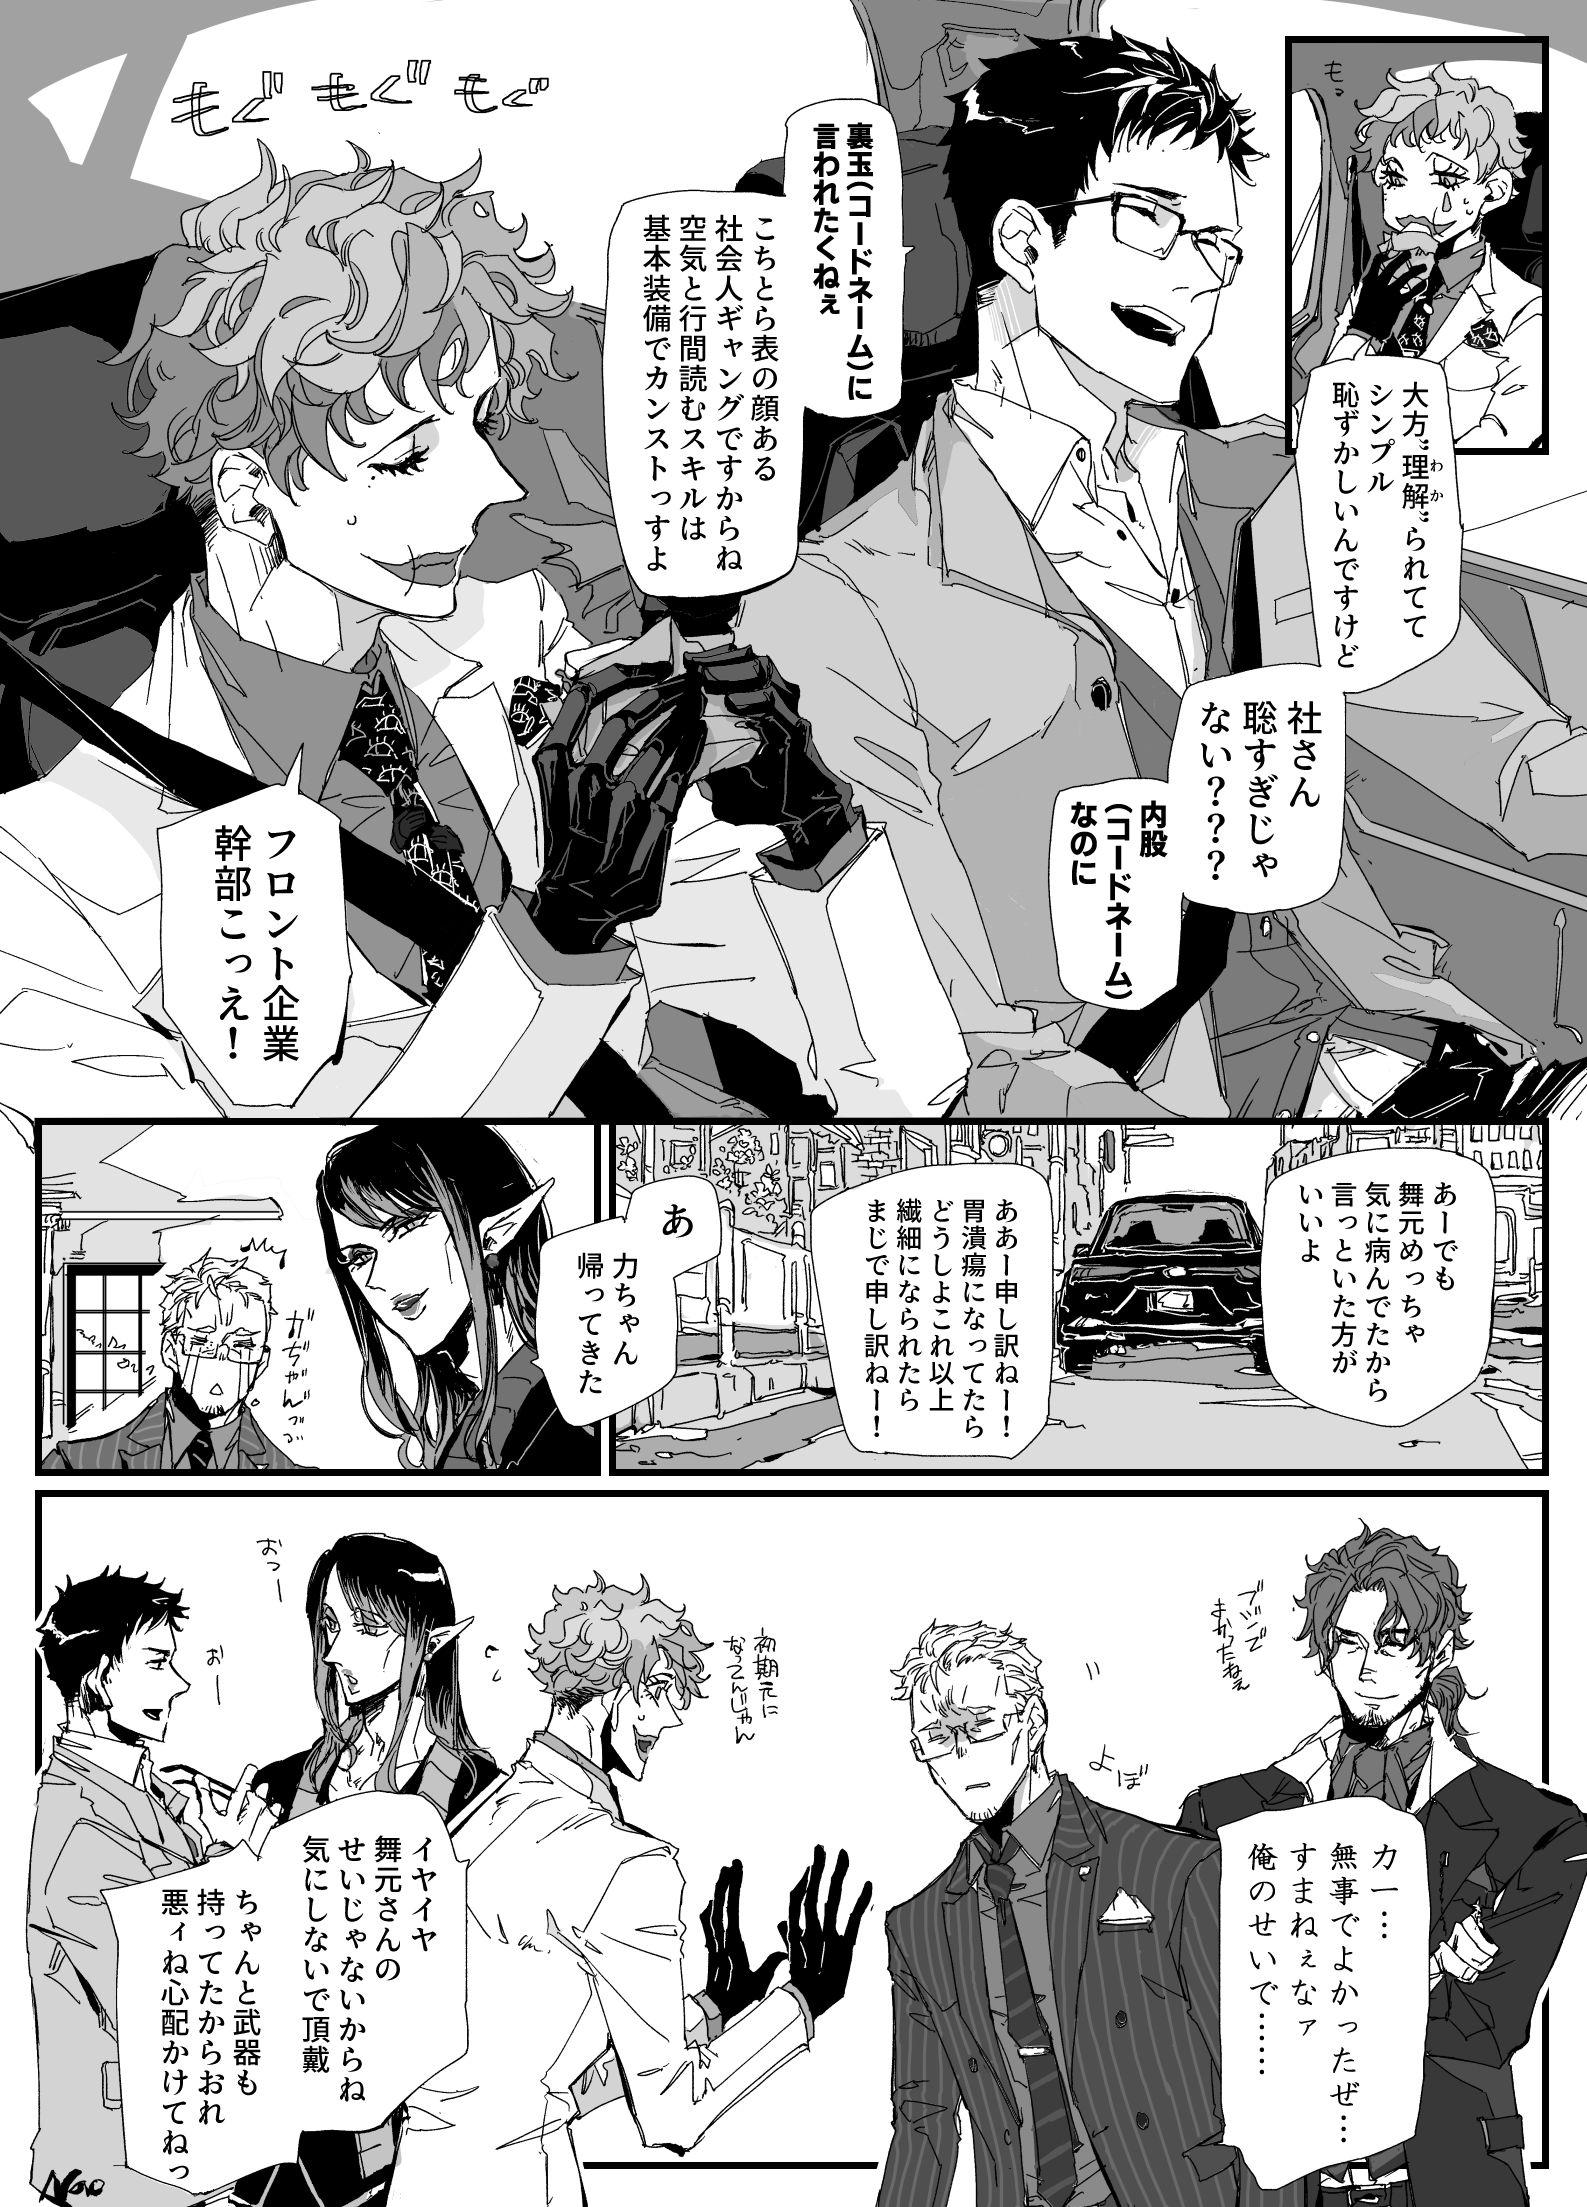 もっ
大方〝理解〟られてて
わか
シンプル
恥ずかしいんですけど
社さん
聡すぎじゃ
ない？？？
内股
（コードネーム）
なのに
裏玉（コードネーム）に
言われたくねぇ
こちとら表の顔ある
社会人ギャングですからね
空気と行間読むスキルは
基本装備でカンストっすよ
もぐ もぐ もぐ
フロント企業
幹部こっえ！
あーでも
舞元めっちゃ
気に病んでたから
言っといた方が
いいよ
ああー申し訳ねー！
胃潰瘍になってたら
どうしよこれ以上
繊細になられたら
まじで申し訳ねー！
あ
力ちゃん
帰ってきた
がぢゃんっ゛
ブジで
よかったねぇ
カー…
無事でよかったぜ…
すまねぇなァ
俺のせいで……
よぼ
初期元に
なってんじゃん
おっー
おー
イヤイヤ
舞元さんの
せいじゃないからね
気にしないで頂戴
ちゃんと武器も
持ってたからおれ
悪ィね心配かけてねっ
Nao